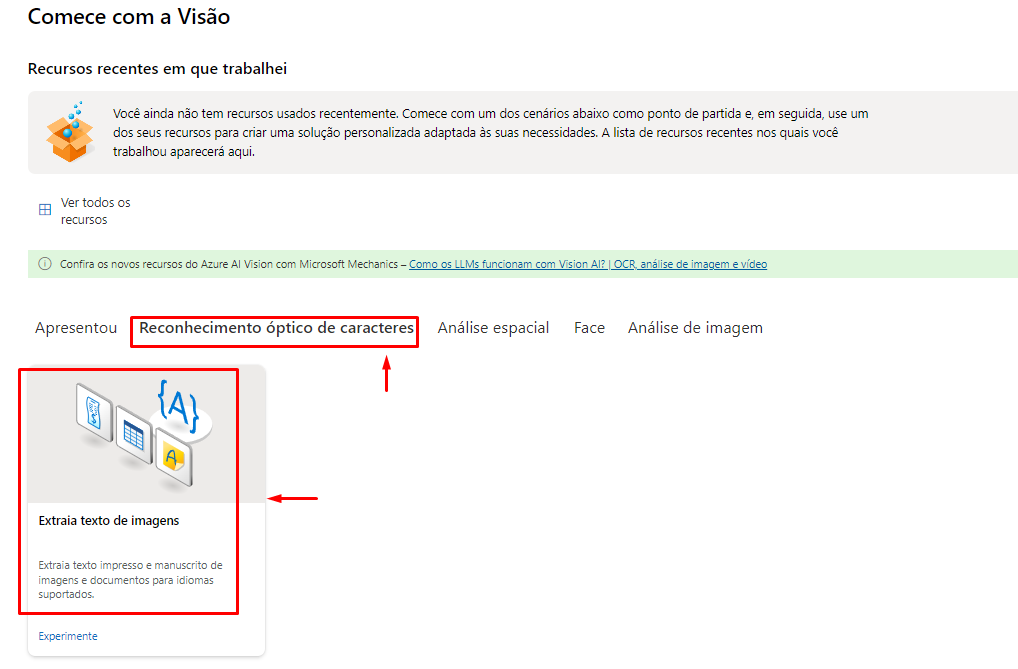 Comece com a Visão
Recursos recentes em que trabalhei
Você ainda não tem recursos usados recentemente. Comece com um dos cenários abaixo como ponto de partida e, em seguida, use um
dos seus recursos para criar uma solução personalizada adaptada às suas necessidades. A lista de recursos recentes nos quais você
trabalhou aparecerá aqui.
Ver todos os
recursos
Confira os novos recursos do Azure AI Vision com Microsoft Mechanics – Como os LLMs funcionam com Vision AI? | OCR, análise de imagem e vídeo
Apresentou Reconhecimento óptico de caracteres Análise espacial Face Análise de imagem
{A}
A
Extraia texto de imagens
Extraia texto impresso e manuscrito de
imagens e documentos para idiomas
suportados.
Experimente